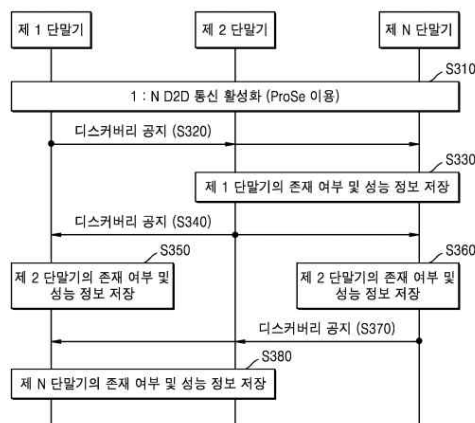 제 1 단말기
제 2 단말기
제 N 단말기
S310
1 : N D2D 통신 활성화 (ProSe 이용)
디스커버리 공지 (S320)
S330
제 1 단말기의 존재 여부 및 성능 정보 저장
디스커버리 공지 (S340)
S350
S360
제 2 단말기의 존재 여부 및
성능 정보 저장
제 2 단말기의 존재 여부 및
성능 정보 저장
디스커버리 공지 (S370)
S380
제 N 단말기의 존재 여부 및 성능 정보 저장